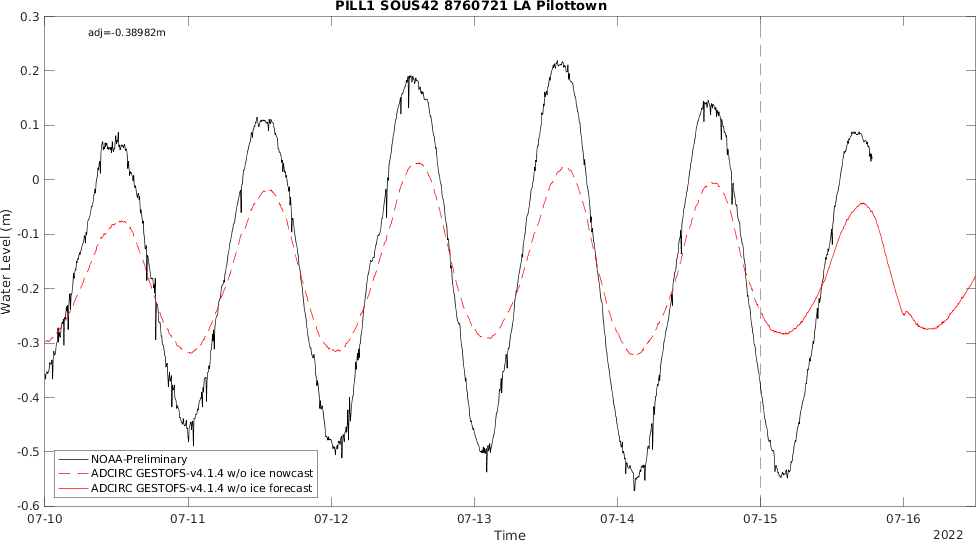 PILL1 SOUS42 8760721 LA Pilottown
adj=-0.38982m
0.3
0.2
0.1
0
-0.1
-0.2
-0.3
-0.4
-0.5
-0.6
Water Level (m)
NOAA-Preliminary
ADCIRC GESTOFS-v4.1.4 w/o ice nowcast
ADCIRC GESTOFS-v4.1.4 w/o ice forecast
07-10 07-11 07-12 07-13 07-14 07-15 07-16
Time
2022